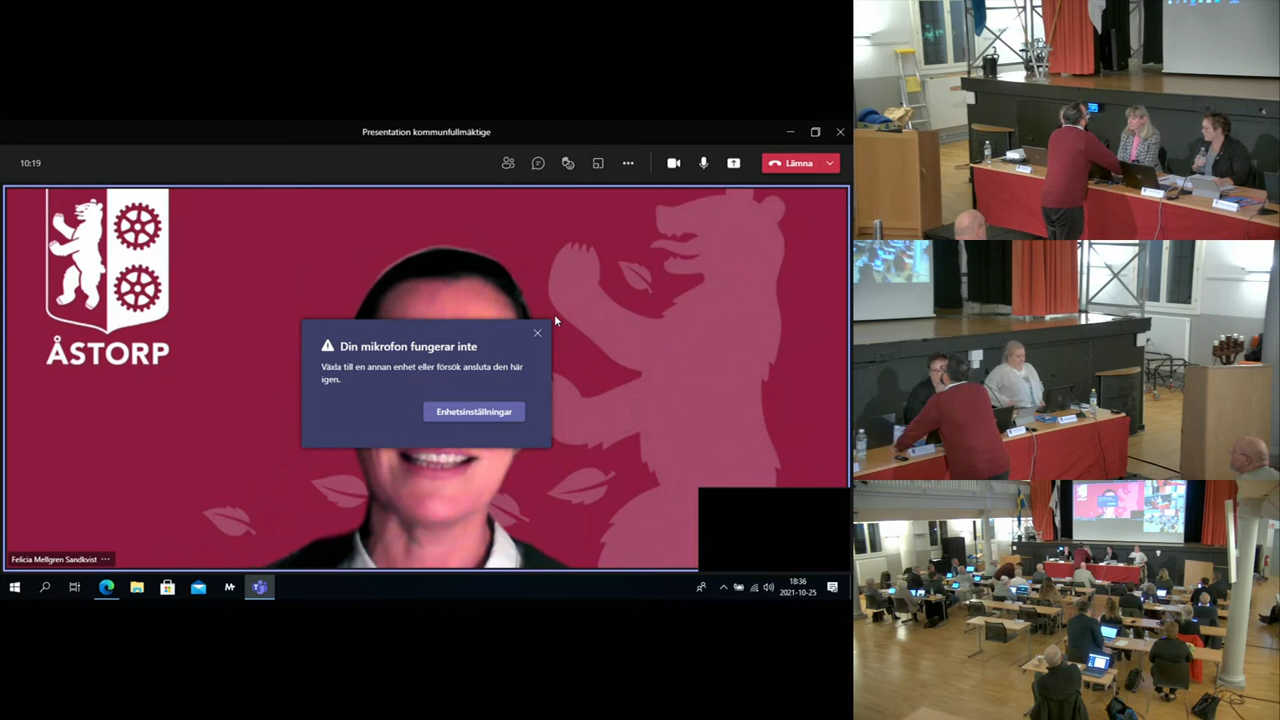 Presentation kommunfullmäktige
10:19
Lämna
ÅSTORP
Din mikrofon fungerar inte
Växla till en annan enhet eller försök ansluta den här
igen.
Enhetsinställningar
Felicia Mellgren Sandkvist
18:36
2021-10-25